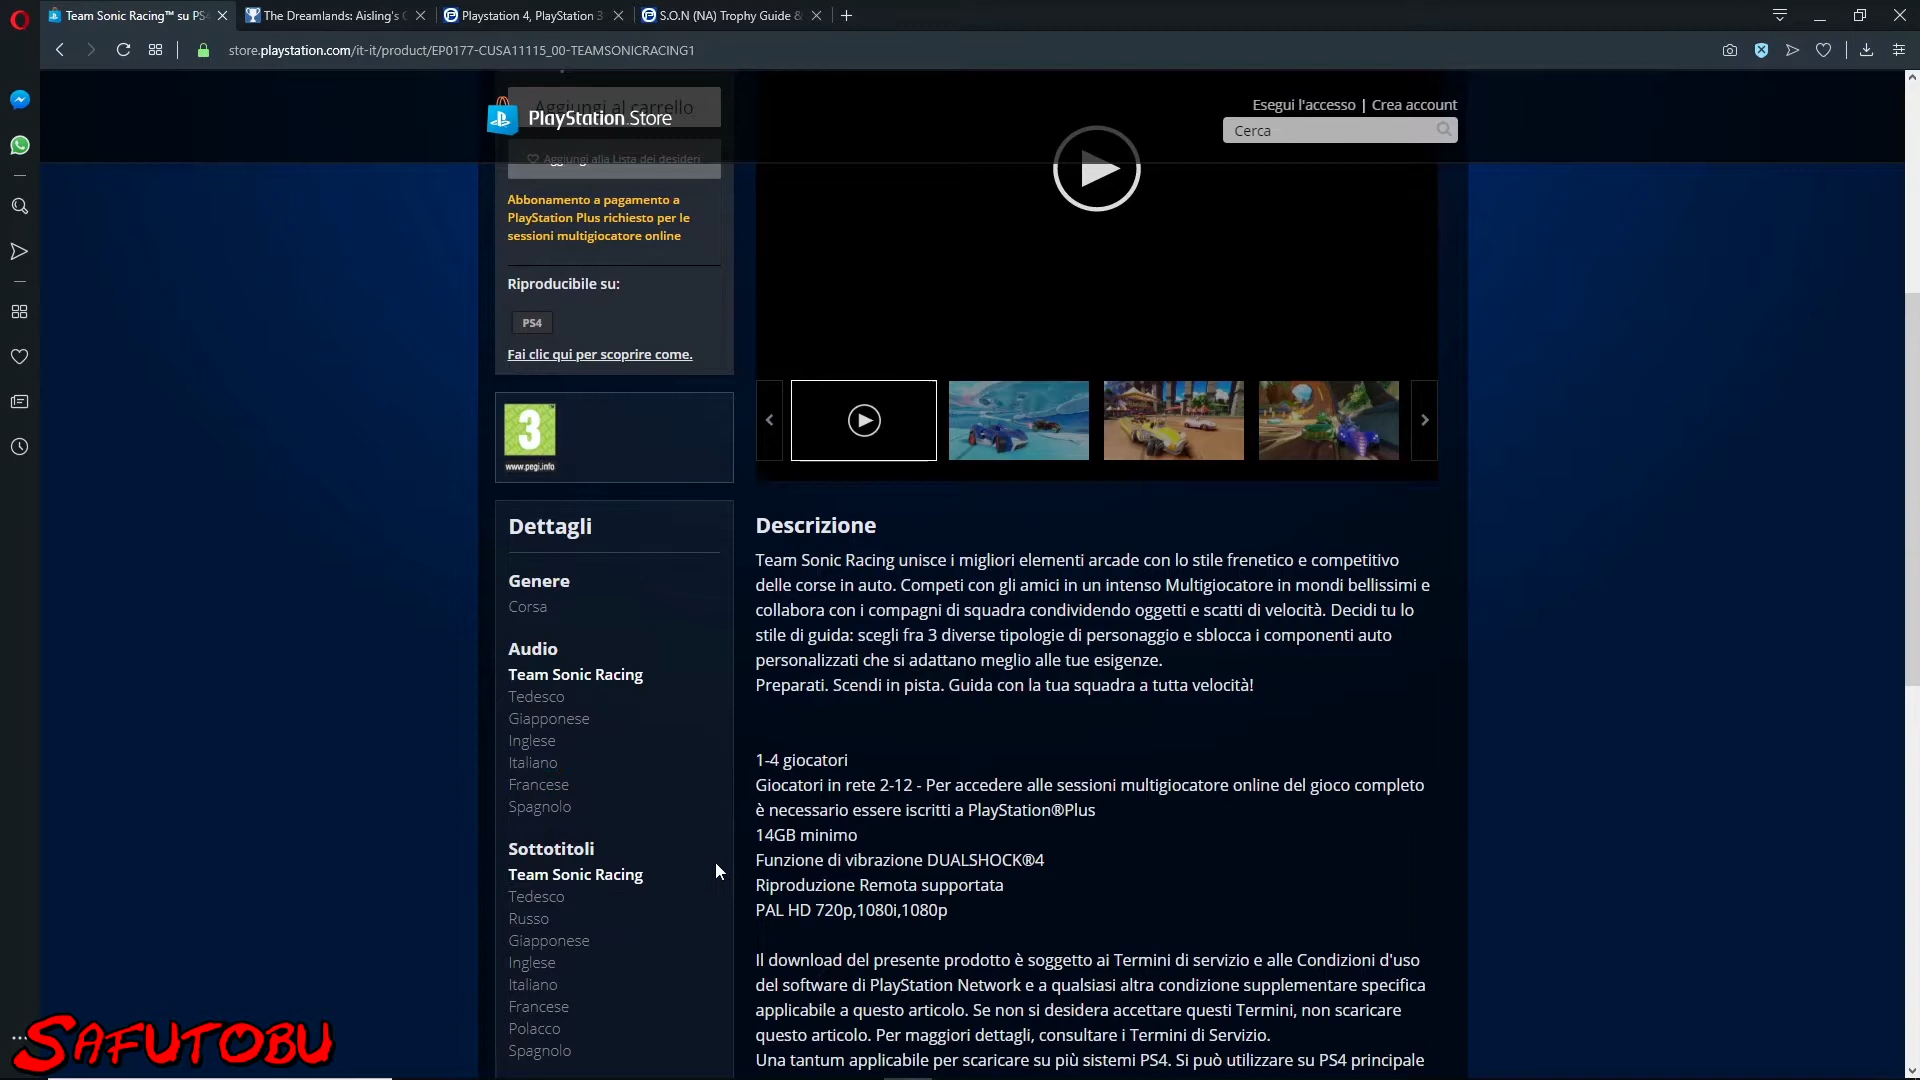 Team Sonic Racing™ su PS
The Dreamlands: Aisling's
Playstation 4, PlayStation 3
S.O.N (NA) Trophy Guide &
store.playstation.com/it-it/product/EP0177-CUSA11115_00-TEAMSONICRACING1
Aggiungi al carrello
PlayStation Store
Esegui l'accesso | Crea account
Cerca
Aggiungi alla Lista dei desideri
Abbonamento a pagamento a
PlayStation Plus richiesto per le
sessioni multigiocatore online
Riproducibile su:
PS4
Fai clic qui per scoprire come.
3
www.pegi.info
Dettagli
Genere
Corsa
Audio
Team Sonic Racing
Tedesco
Giapponese
Inglese
Italiano
Francese
Spagnolo
Sottotitoli
Team Sonic Racing
Tedesco
Russo
Giapponese
Inglese
Italiano
Francese
Polacco
Spagnolo
Descrizione
Team Sonic Racing unisce i migliori elementi arcade con lo stile frenetico e competitivo
delle corse in auto. Competi con gli amici in un intenso Multigiocatore in mondi bellissimi e
collabora con i compagni di squadra condividendo oggetti e scatti di velocità. Decidi tu lo
stile di guida: scegli fra 3 diverse tipologie di personaggio e sblocca i componenti auto
personalizzati che si adattano meglio alle tue esigenze.
Preparati. Scendi in pista. Guida con la tua squadra a tutta velocità!
1-4 giocatori
Giocatori in rete 2-12 - Per accedere alle sessioni multigiocatore online del gioco completo
è necessario essere iscritti a PlayStation®Plus
14GB minimo
Funzione di vibrazione DUALSHOCK®4
Riproduzione Remota supportata
PAL HD 720p,1080i,1080p
Il download del presente prodotto è soggetto ai Termini di servizio e alle Condizioni d'uso
del software di PlayStation Network e a qualsiasi altra condizione supplementare specifica
applicabile a questo articolo. Se non si desidera accettare questi Termini, non scaricare
questo articolo. Per maggiori dettagli, consultare i Termini di Servizio.
Una tantum applicabile per scaricare su più sistemi PS4. Si può utilizzare su PS4 principale
SAFUTOBU